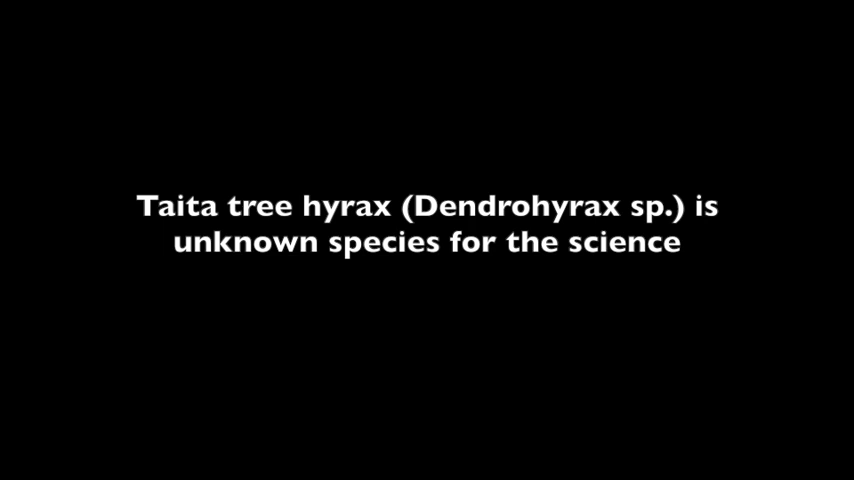 Taita tree hyrax (Dendrohyrax sp.) is
unknown species for the science